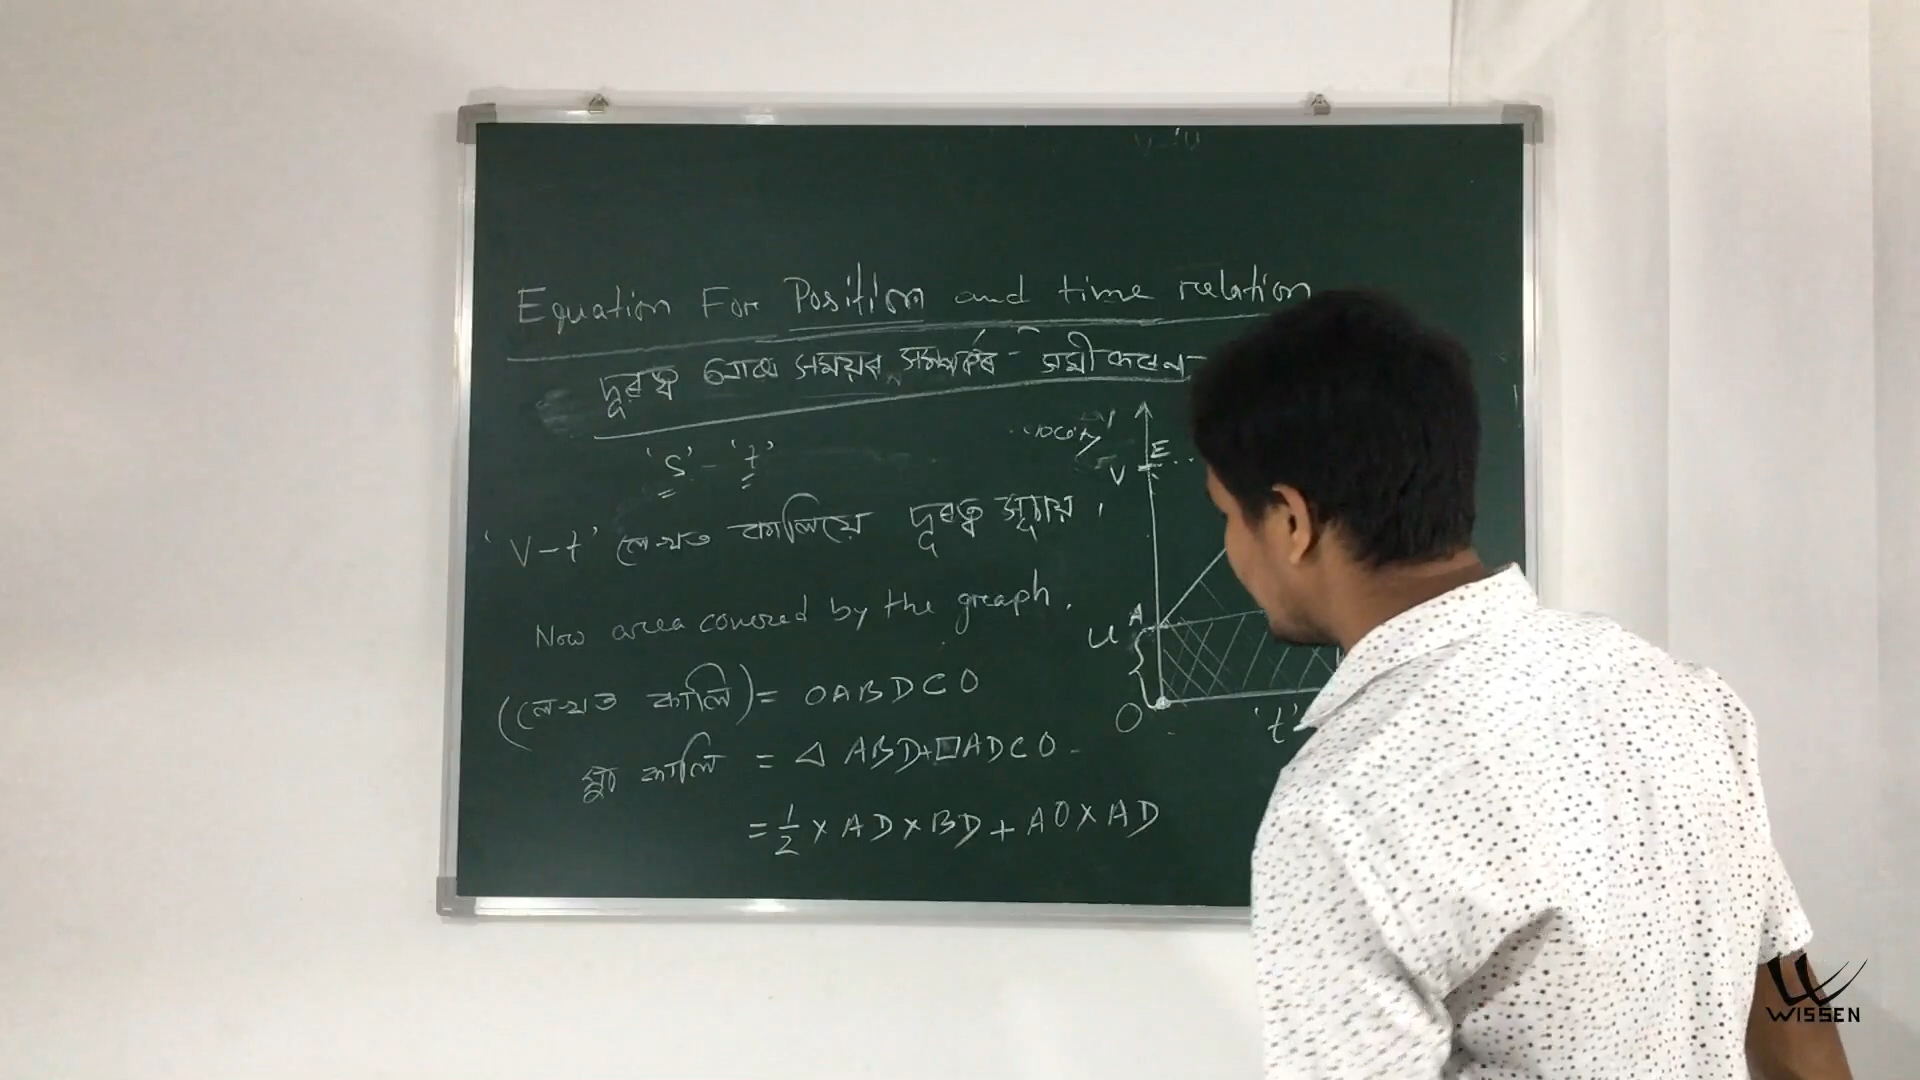 Equation For Position and time relation
দূৰত্ব আৰু সময়ৰ সম্পৰ্কৰ সমীকৰণ
'S' - 't'
'V-t' লেখত কালিয়ে দূৰত্ব সূচায়,
Now area covered by the graph.
(লেখত কালি) = OABDCO
মুঠ কালি = △ ABD + □ ADCO
= 1/2 × AD × BD + AO × AD
E
V
A
u
O
't'
WISSEN